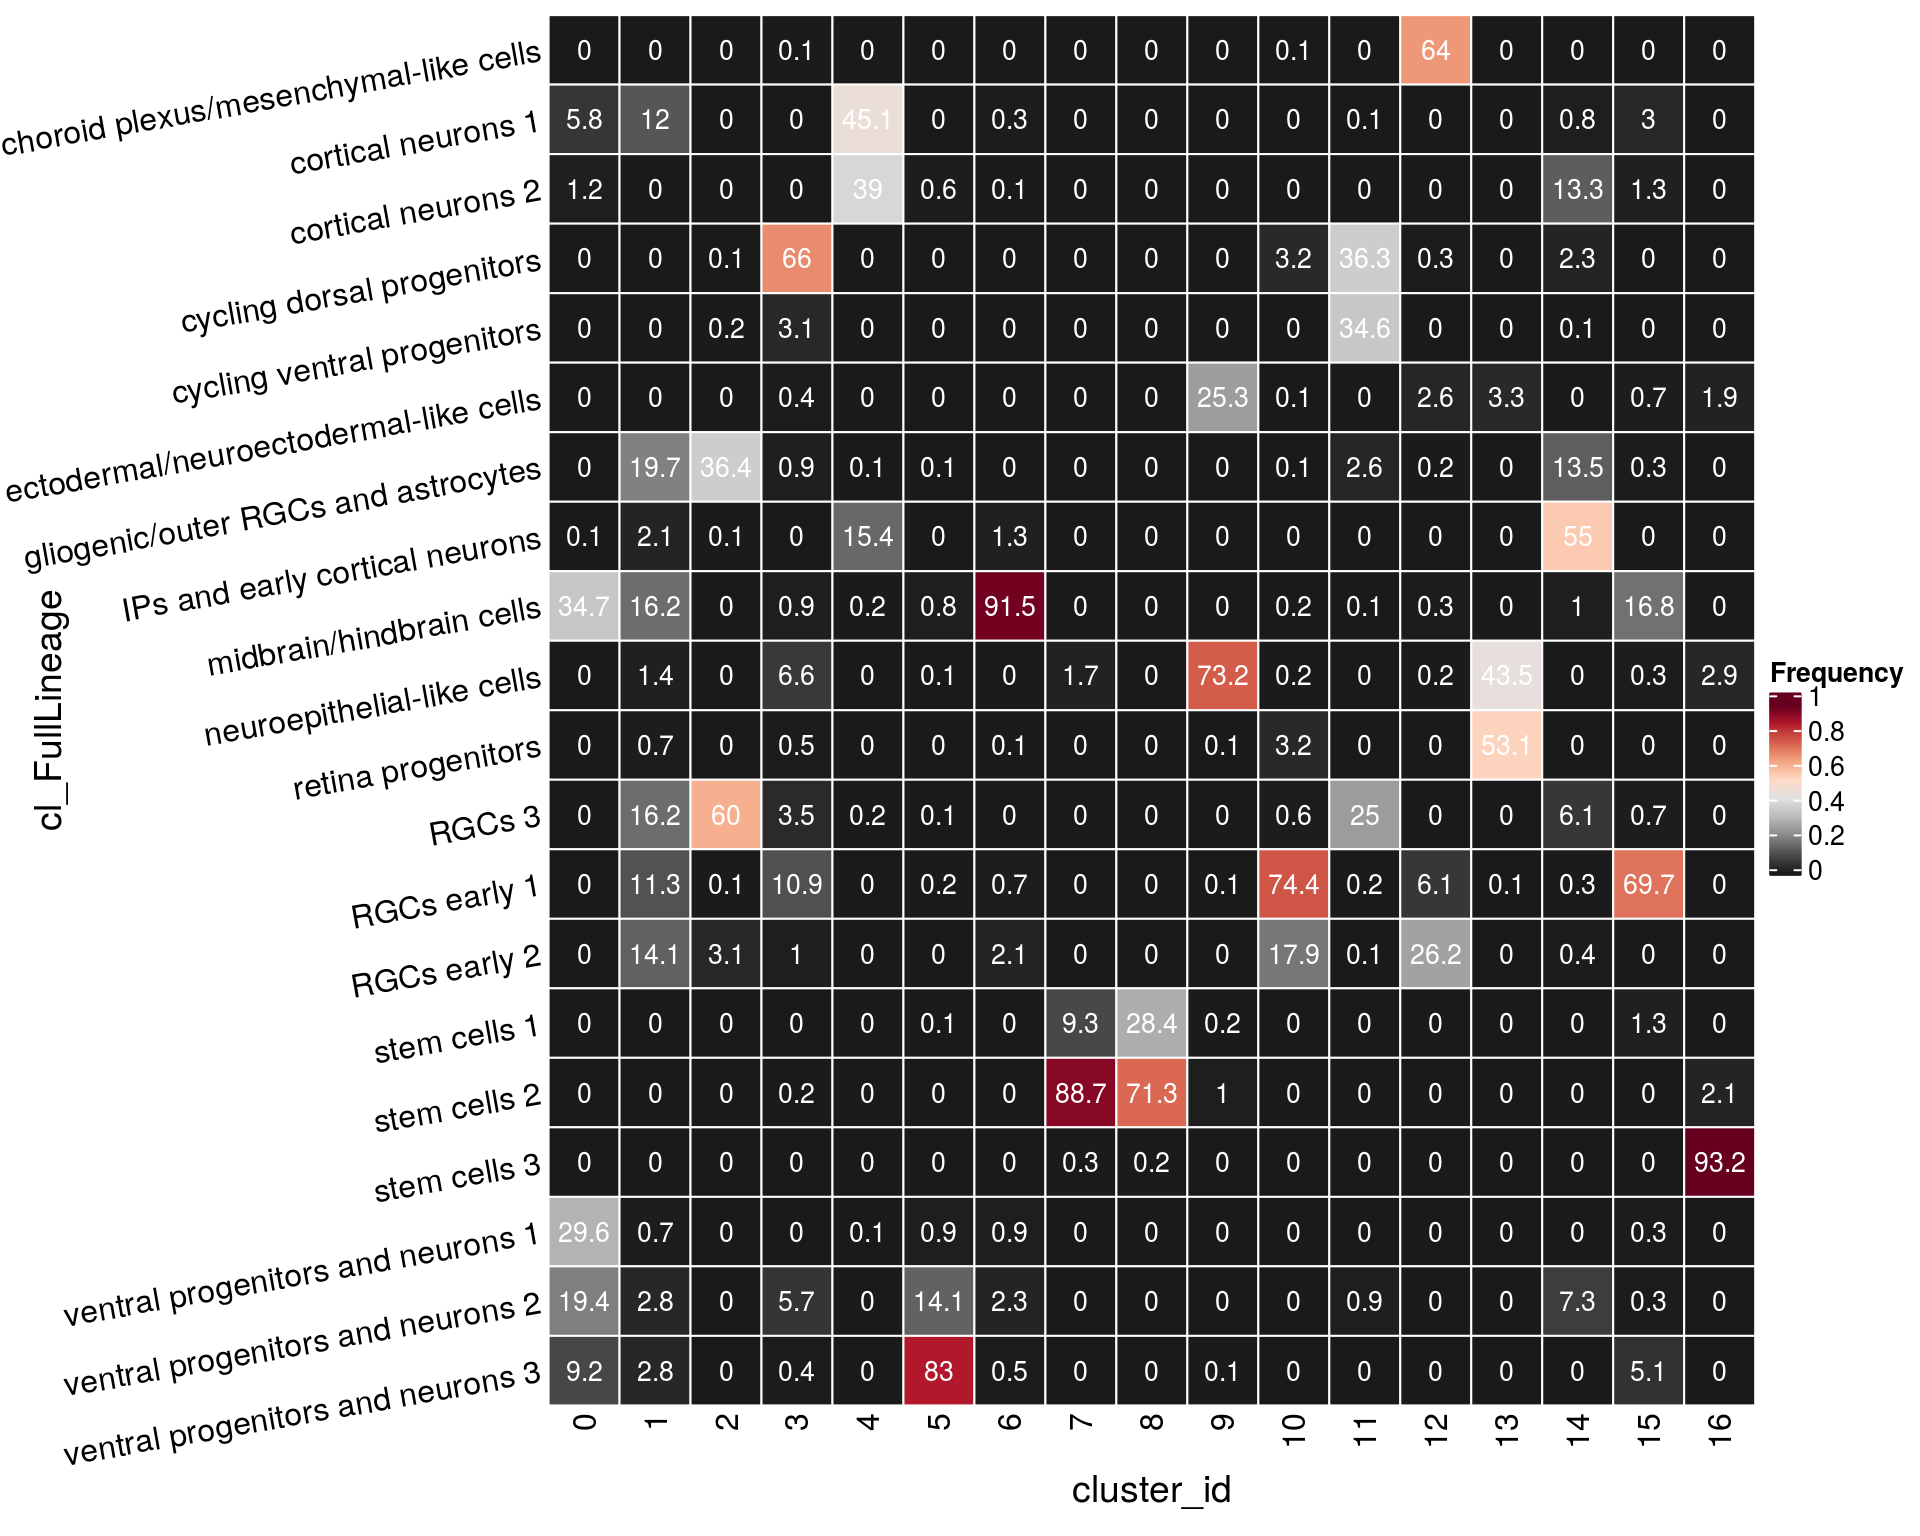 choroid plexus/mesenchymal-like cells 0 0 0 0.1 0 0 0 0 0 0 0.1 0 64 0 0 0 0
cortical neurons 1 5.8 12 0 0 45.1 0 0.3 0 0 0 0 0.1 0 0 0.8 3 0
cortical neurons 2 1.2 0 0 0 39 0.6 0.1 0 0 0 0 0 0 0 13.3 1.3 0
cycling dorsal progenitors 0 0 0.1 66 0 0 0 0 0 0 3.2 36.3 0.3 0 2.3 0 0
cycling ventral progenitors 0 0 0.2 3.1 0 0 0 0 0 0 0 34.6 0 0 0.1 0 0
ectodermal/neuroectodermal-like cells 0 0 0 0.4 0 0 0 0 0 25.3 0.1 0 2.6 3.3 0 0.7 1.9
gliogenic/outer RGCs and astrocytes 0 19.7 36.4 0.9 0.1 0.1 0 0 0 0 0.1 2.6 0.2 0 13.5 0.3 0
IPs and early cortical neurons 0.1 2.1 0.1 0 15.4 0 1.3 0 0 0 0 0 0 0 55 0 0
midbrain/hindbrain cells 34.7 16.2 0 0.9 0.2 0.8 91.5 0 0 0 0.2 0.1 0.3 0 1 16.8 0
neuroepithelial-like cells 0 1.4 0 6.6 0 0.1 0 1.7 0 73.2 0.2 0 0.2 43.5 0 0.3 2.9
retina progenitors 0 0.7 0 0.5 0 0 0.1 0 0 0.1 3.2 0 0 53.1 0 0 0
RGCs 3 0 16.2 60 3.5 0.2 0.1 0 0 0 0 0.6 25 0 0 6.1 0.7 0
RGCs early 1 0 11.3 0.1 10.9 0 0.2 0.7 0 0 0.1 74.4 0.2 6.1 0.1 0.3 69.7 0
RGCs early 2 0 14.1 3.1 1 0 0 2.1 0 0 0 17.9 0.1 26.2 0 0.4 0 0
stem cells 1 0 0 0 0 0 0.1 0 9.3 28.4 0.2 0 0 0 0 0 1.3 0
stem cells 2 0 0 0 0.2 0 0 0 88.7 71.3 1 0 0 0 0 0 0 2.1
stem cells 3 0 0 0 0 0 0 0 0.3 0.2 0 0 0 0 0 0 0 93.2
ventral progenitors and neurons 1 29.6 0.7 0 0 0.1 0.9 0.9 0 0 0 0 0 0 0 0 0.3 0
ventral progenitors and neurons 2 19.4 2.8 0 5.7 0 14.1 2.3 0 0 0 0 0.9 0 0 7.3 0.3 0
ventral progenitors and neurons 3 9.2 2.8 0 0.4 0 83 0.5 0 0 0.1 0 0 0 0 0 5.1 0
0 1 2 3 4 5 6 7 8 9 10 11 12 13 14 15 16
cluster_id
cl_FullLineage
Frequency
1
0.8
0.6
0.4
0.2
0